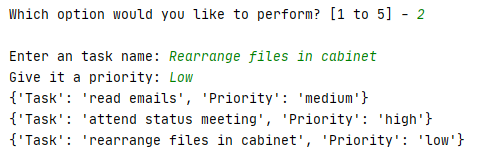 Which option would you like to perform? [1 to 5] - 2
Enter an task name: Rearrange files in cabinet
Give it a priority: Low
{'Task': 'read emails', 'Priority': 'medium'}
{'Task': 'attend status meeting', 'Priority': 'high'}
{'Task': 'rearrange files in cabinet', 'Priority': 'low'}